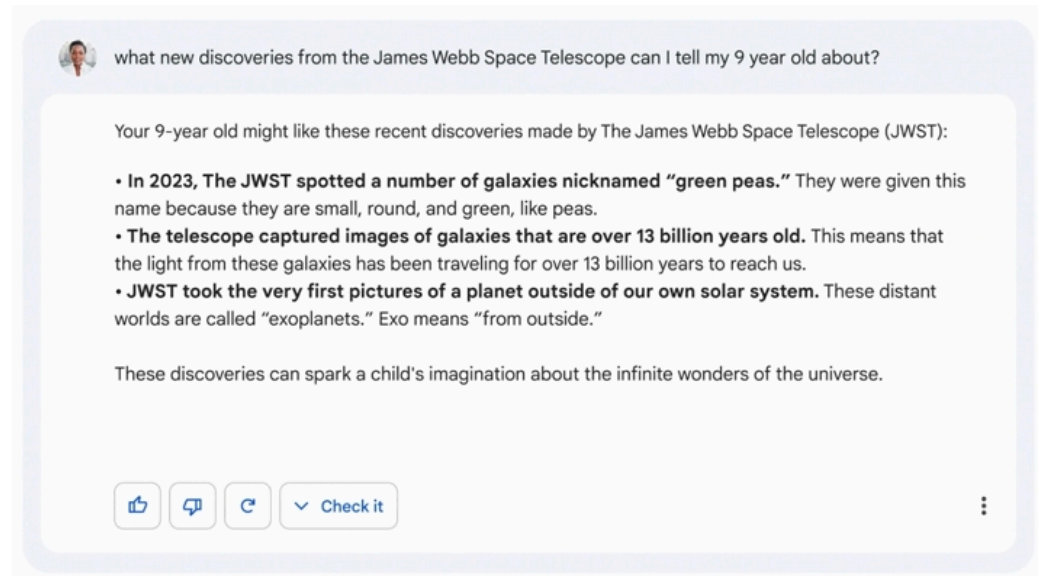 what new discoveries from the James Webb Space Telescope can I tell my 9 year old about?
Your 9-year old might like these recent discoveries made by The James Webb Space Telescope (JWST):
• In 2023, The JWST spotted a number of galaxies nicknamed “green peas.” They were given this
name because they are small, round, and green, like peas.
• The telescope captured images of galaxies that are over 13 billion years old. This means that
the light from these galaxies has been traveling for over 13 billion years to reach us.
• JWST took the very first pictures of a planet outside of our own solar system. These distant
worlds are called “exoplanets.” Exo means “from outside.”
These discoveries can spark a child's imagination about the infinite wonders of the universe.
Check it